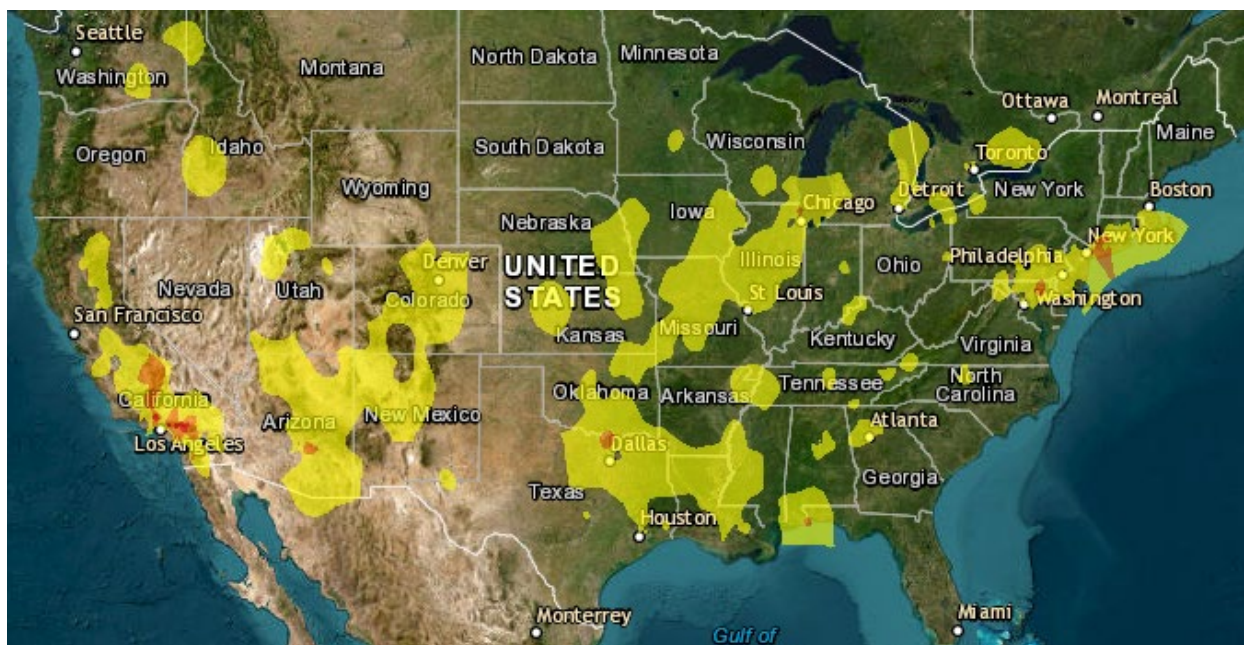 Seattle
Washington
Montana
North Dakota
Minnesota
Ottawa
Montreal
Maine
Oregon
Idaho
South Dakota
Wisconsin
Toronto
Wyoming
Detroit
New York
Boston
Nebraska
Iowa
Chicago
Nevada
Utah
Denver
Colorado
UNITED
STATES
Illinois
Ohio
Philadelphia
New York
San Francisco
Kansas
Missouri
St Louis
Kentucky
Washington
Virginia
California
Los Angeles
Arizona
New Mexico
Oklahoma
Arkansas
Tennessee
North
Carolina
Dallas
Atlanta
Georgia
Texas
Houston
Monterrey
Miami
Gulf of